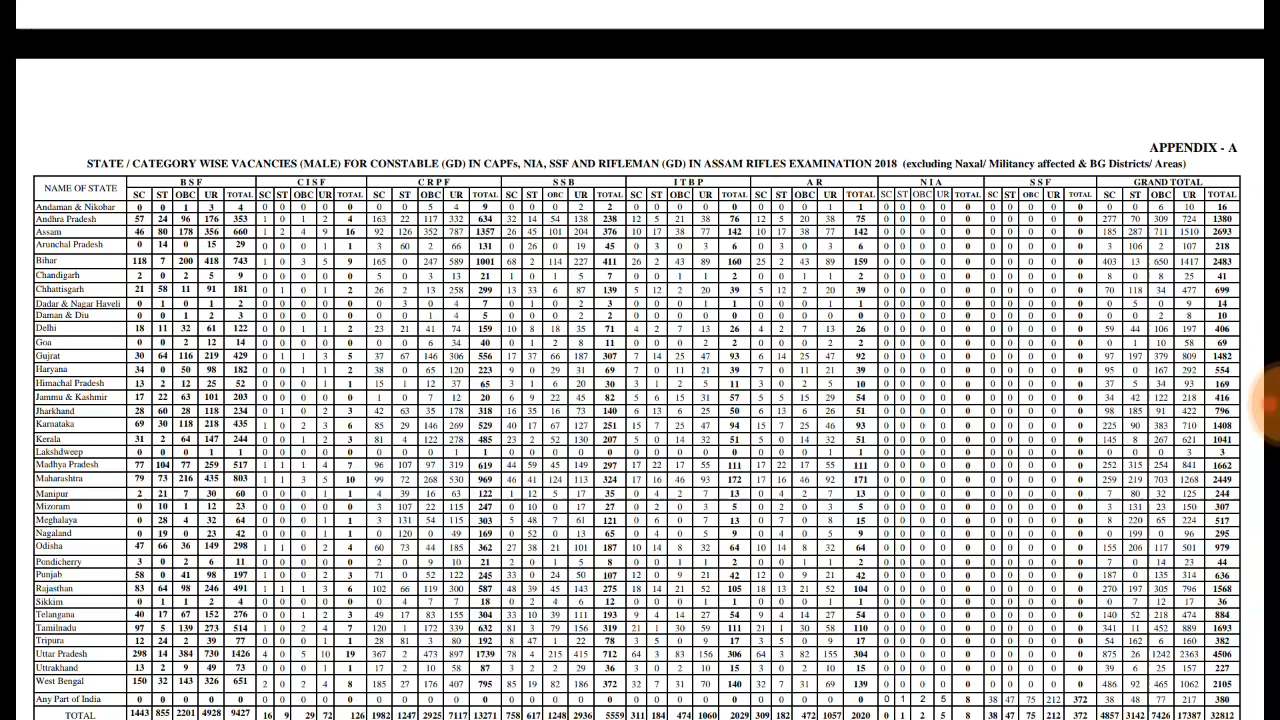 APPENDIX - A
STATE / CATEGORY WISE VACANCIES (MALE) FOR CONSTABLE (GD) IN CAPFs, NIA, SSF AND RIFLEMAN (GD) IN ASSAM RIFLES EXAMINATION 2018 (excluding Naxal/ Militancy affected & BG Districts/ Areas)
NAME OF STATE B S F C I S F C R P F S S B I T B P A R N I A S S F GRAND TOTAL
SC ST OBC UR TOTAL SC ST OBC UR TOTAL SC ST OBC UR TOTAL SC ST OBC UR TOTAL SC ST OBC UR TOTAL SC ST OBC UR TOTAL SC ST OBC UR TOTAL SC ST OBC UR TOTAL SC ST OBC UR TOTAL
Andaman & Nikobar 0 0 1 3 4 0 0 0 0 0 0 0 5 4 9 0 0 0 2 2 0 0 0 0 0 0 0 0 1 1 0 0 0 0 0 0 0 0 0 0 0 0 6 10 16
Andhra Pradesh 57 24 96 176 353 1 0 1 2 4 163 22 117 332 634 32 14 54 138 238 12 5 21 38 76 12 5 20 38 75 0 0 0 0 0 0 0 0 0 0 277 70 309 724 1380
Assam 46 80 178 356 660 1 2 4 9 16 92 126 352 787 1357 26 45 101 204 376 10 17 38 77 142 10 17 38 77 142 0 0 0 0 0 0 0 0 0 0 185 287 711 1510 2693
Arunchal Pradesh 0 14 0 15 29 0 0 0 1 1 3 60 2 66 131 0 26 0 19 45 0 3 0 3 6 0 3 0 3 6 0 0 0 0 0 0 0 0 0 0 3 106 2 107 218
Bihar 118 7 200 418 743 1 0 3 5 9 165 0 247 589 1001 68 2 114 227 411 26 2 43 89 160 25 2 43 89 159 0 0 0 0 0 0 0 0 0 0 403 13 650 1417 2483
Chandigarh 2 0 2 5 9 0 0 0 0 0 5 0 3 13 21 1 0 1 5 7 0 0 1 1 2 0 0 1 1 2 0 0 0 0 0 0 0 0 0 0 8 0 8 25 41
Chhattisgarh 21 58 11 91 181 0 1 0 1 2 26 2 13 258 299 13 33 6 87 139 5 12 2 20 39 5 12 2 20 39 0 0 0 0 0 0 0 0 0 0 70 118 34 477 699
Dadar & Nagar Haveli 0 1 0 1 2 0 0 0 0 0 0 3 0 4 7 0 1 0 2 3 0 0 0 1 1 0 0 0 1 1 0 0 0 0 0 0 0 0 0 0 0 5 0 9 14
Daman & Diu 0 0 1 2 3 0 0 0 0 0 0 0 1 4 5 0 0 0 2 2 0 0 0 0 0 0 0 0 0 0 0 0 0 0 0 0 0 0 0 0 0 0 2 8 10
Delhi 18 11 32 61 122 0 0 1 1 2 23 21 41 74 159 10 8 18 35 71 4 2 7 13 26 4 2 7 13 26 0 0 0 0 0 0 0 0 0 0 59 44 106 197 406
Goa 0 0 2 12 14 0 0 0 0 0 0 0 6 34 40 0 1 2 8 11 0 0 0 2 2 0 0 0 2 2 0 0 0 0 0 0 0 0 0 0 0 1 10 58 69
Gujrat 30 64 116 219 429 0 1 1 3 5 37 67 146 306 556 17 37 66 187 307 7 14 25 47 93 6 14 25 47 92 0 0 0 0 0 0 0 0 0 0 97 197 379 809 1482
Haryana 34 0 50 98 182 0 0 1 1 2 38 0 65 120 223 9 0 29 31 69 7 0 11 21 39 7 0 11 21 39 0 0 0 0 0 0 0 0 0 0 95 0 167 292 554
Himachal Pradesh 13 2 12 25 52 0 0 0 1 1 15 1 12 37 65 3 1 6 20 30 3 1 2 5 11 3 0 2 5 10 0 0 0 0 0 0 0 0 0 0 37 5 34 93 169
Jammu & Kashmir 17 22 63 101 203 0 0 0 0 0 1 0 7 12 20 6 9 22 45 82 6 5 15 31 57 5 5 15 29 54 0 0 0 0 0 0 0 0 0 0 34 42 122 218 416
Jharkhand 28 60 28 118 234 0 1 0 2 3 42 63 35 178 318 16 35 16 73 140 6 13 6 25 50 6 13 6 26 51 0 0 0 0 0 0 0 0 0 0 98 185 91 422 796
Karnataka 69 30 118 218 435 1 0 2 3 6 85 29 146 269 529 40 17 67 127 251 15 7 25 47 94 15 7 25 46 93 0 0 0 0 0 0 0 0 0 0 225 90 383 710 1408
Kerala 31 2 64 147 244 0 0 1 2 3 81 4 122 278 485 23 2 52 130 207 5 0 14 32 51 5 0 14 32 51 0 0 0 0 0 0 0 0 0 0 145 8 267 621 1041
Lakshdweep 0 0 0 1 1 0 0 0 0 0 0 0 0 1 1 0 0 0 0 0 0 0 0 0 0 0 0 0 1 1 0 0 0 0 0 0 0 0 0 0 0 0 0 3 3
Madhya Pradesh 77 104 77 259 517 1 1 1 4 7 96 107 97 319 619 44 59 45 149 297 17 22 17 55 111 17 22 17 55 111 0 0 0 0 0 0 0 0 0 0 252 315 254 841 1662
Maharashtra 79 73 216 435 803 1 1 3 5 10 99 72 268 530 969 46 41 124 113 324 17 16 46 93 172 17 16 46 92 171 0 0 0 0 0 0 0 0 0 0 259 219 703 1268 2449
Manipur 2 21 7 30 60 0 0 0 1 1 4 39 16 63 122 1 12 5 17 35 0 4 2 7 13 0 4 2 7 13 0 0 0 0 0 0 0 0 0 0 7 80 32 125 244
Mizoram 0 10 1 12 23 0 0 0 0 0 3 107 22 115 247 0 10 0 17 27 0 2 0 3 5 0 2 0 3 5 0 0 0 0 0 0 0 0 0 0 3 131 23 150 307
Meghalaya 0 28 4 32 64 0 0 0 1 1 3 131 54 115 303 5 48 7 61 121 0 6 0 7 13 0 7 0 8 15 0 0 0 0 0 0 0 0 0 0 8 220 65 224 517
Nagaland 0 19 0 23 42 0 0 0 1 1 0 120 0 49 169 0 52 0 13 65 0 4 0 5 9 0 4 0 5 9 0 0 0 0 0 0 0 0 0 0 0 199 0 96 295
Odisha 47 66 36 149 298 1 1 0 2 4 60 73 44 185 362 27 38 21 101 187 10 14 8 32 64 10 14 8 32 64 0 0 0 0 0 0 0 0 0 0 155 206 117 501 979
Pondicherry 3 0 2 6 11 0 0 0 0 0 2 0 9 10 21 2 0 1 5 8 0 0 1 1 2 0 0 1 1 2 0 0 0 0 0 0 0 0 0 0 7 0 14 23 44
Punjab 58 0 41 98 197 1 0 0 2 3 71 0 52 122 245 33 0 24 50 107 12 0 9 21 42 12 0 9 21 42 0 0 0 0 0 0 0 0 0 0 187 0 135 314 636
Rajasthan 83 64 98 246 491 1 1 1 3 6 102 66 119 300 587 48 39 45 143 275 18 14 21 52 105 18 13 21 52 104 0 0 0 0 0 0 0 0 0 0 270 197 305 796 1568
Sikkim 0 1 1 2 4 0 0 0 0 0 0 4 7 7 18 0 2 4 6 12 0 0 0 1 1 0 0 0 1 1 0 0 0 0 0 0 0 0 0 0 0 7 12 17 36
Telangana 40 17 67 152 276 1 0 1 2 3 49 17 83 155 304 33 10 39 111 193 9 4 14 27 54 9 4 14 27 54 0 0 0 0 0 0 0 0 0 0 140 52 218 474 884
Tamilnadu 97 5 139 273 514 1 0 2 4 7 120 1 172 339 632 81 3 79 156 319 21 1 30 59 111 21 1 30 58 110 0 0 0 0 0 0 0 0 0 0 341 11 452 889 1693
Tripura 12 24 2 39 77 0 0 0 1 1 28 81 3 80 192 8 47 1 22 78 3 5 0 9 17 3 5 0 9 17 0 0 0 0 0 0 0 0 0 0 54 162 6 160 382
Uttar Pradesh 298 14 384 730 1426 4 0 5 10 19 367 2 473 897 1739 78 4 215 415 712 64 3 83 156 306 64 3 82 155 304 0 0 0 0 0 0 0 0 0 0 875 26 1242 2363 4506
Uttrakhand 13 2 9 49 73 0 0 0 1 1 17 2 10 58 87 3 2 2 29 36 3 0 2 10 15 3 0 2 10 15 0 0 0 0 0 0 0 0 0 0 39 6 25 157 227
West Bengal 150 32 143 326 651 2 0 2 4 8 185 27 176 407 795 85 19 82 186 372 32 7 31 70 140 32 7 31 69 139 0 0 0 0 0 0 0 0 0 0 486 92 465 1062 2105
Any Part of India 0 0 0 0 0 0 0 0 0 0 0 0 0 0 0 0 0 0 0 0 0 0 0 0 0 0 0 0 0 0 0 1 2 5 8 38 47 75 212 372 38 48 77 217 380
TOTAL 1443 855 2201 4928 9427 16 9 29 72 126 1982 1247 2925 7117 13271 758 617 1248 2936 5559 311 184 474 1060 2029 309 182 472 1057 2020 0 1 2 5 8 38 47 75 212 372 4857 3142 7426 17387 32812